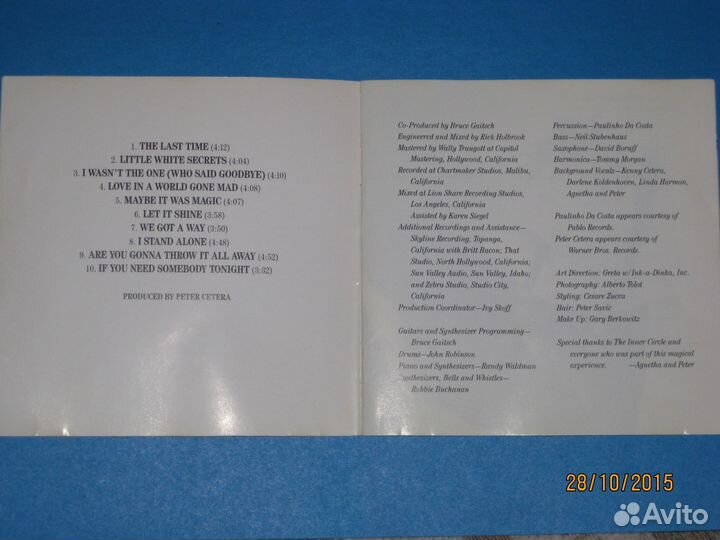 1. THE LAST TIME (4:12)
2. LITTLE WHITE SECRETS (4:04)
3. I WASN'T THE ONE (WHO SAID GOODBYE) (4:10)
4. LOVE IN A WORLD GONE MAD (4:08)
5. MAYBE IT WAS MAGIC (4:07)
6. LET IT SHINE (3:58)
7. WE GOT A WAY (3:50)
8. I STAND ALONE (4:48)
9. ARE YOU GONNA THROW IT ALL AWAY (4:52)
10. IF YOU NEED SOMEBODY TONIGHT (3:32)
PRODUCED BY PETER CETERA
Co-Produced by Bruce Gaitsch
Engineered and Mixed by Rick Holbrook
Mastered by Wally Traugott at Capitol
Mastering, Hollywood, California
Recorded at Chartmaker Studios, Malibu,
California
Mixed at Lion Share Recording Studios,
Los Angeles, California
Assisted by Karen Siegel
Additional Recordings and Assistance—
Skyline Recording, Topanga,
California with Britt Bacon; That
Studio, North Hollywood, California;
Sun Valley Audio, Sun Valley, Idaho;
and Zebra Studio, Studio City,
California
Production Coordinator—Ivy Skoff
Guitars and Synthesizer Programming—
Bruce Gaitsch
Drums—John Robinson
Piano and Synthesizers—Randy Waldman
Synthesizers, Bells and Whistles—
Robbie Buchanan
Percussion—Paulinho Da Costa
Bass—Neil Stubenhaus
Saxophone—David Boruff
Harmonica—Tommy Morgan
Background Vocals—Kenny Cetera,
Darlene Koldenhoven, Linda Harmon,
Agnetha and Peter
Paulinho Da Costa appears courtesy of
Pablo Records.
Peter Cetera appears courtesy of
Warner Bros. Records.
Art Direction: Greta w/ Ink-a-Dinka, Inc.
Photography: Alberto Tolot
Styling: Cesare Zucca
Hair: Peter Savic
Make Up: Gary Berkowitz
Special thanks to The Inner Circle and
everyone who was part of this magical
experience. —Agnetha and Peter
28/10/2015
Avito